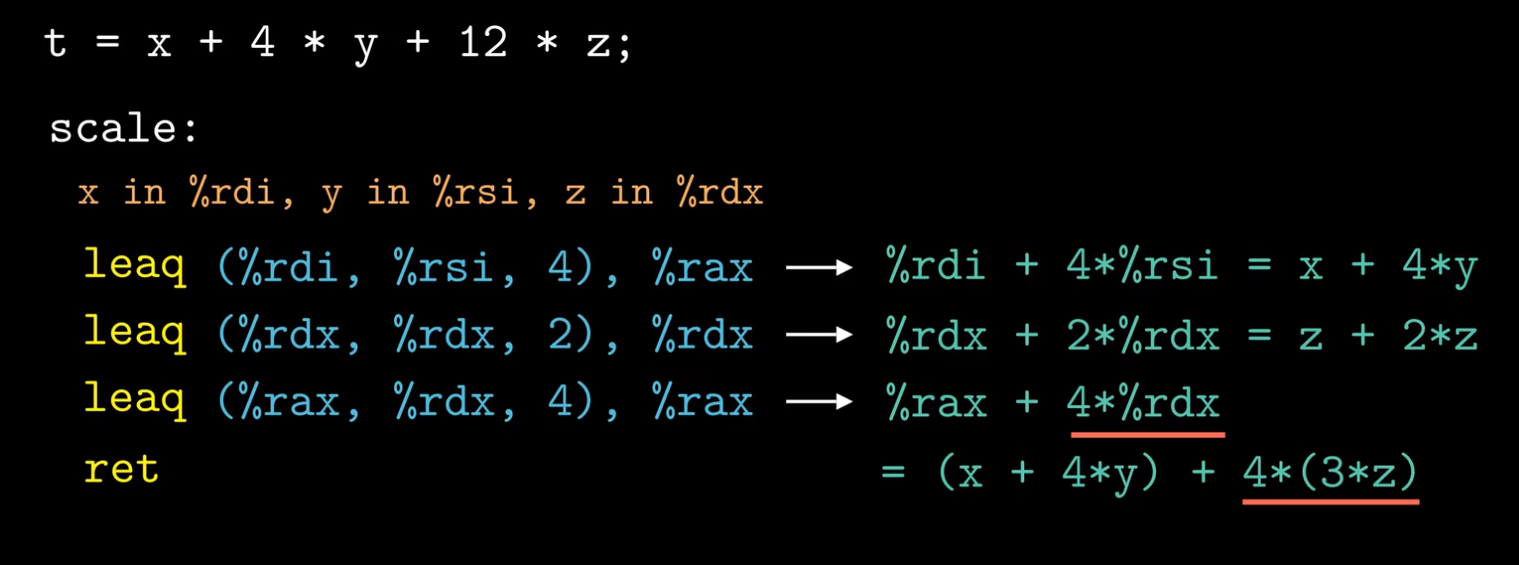 t = x + 4 * y + 12 * z;
scale:
x in %rdi, y in %rsi, z in %rdx
leaq (%rdi, %rsi, 4), %rax ⟶ %rdi + 4*%rsi = x + 4*y
leaq (%rdx, %rdx, 2), %rdx ⟶ %rdx + 2*%rdx = z + 2*z
leaq (%rax, %rdx, 4), %rax ⟶ %rax + 4*%rdx
ret = (x + 4*y) + 4*(3*z)